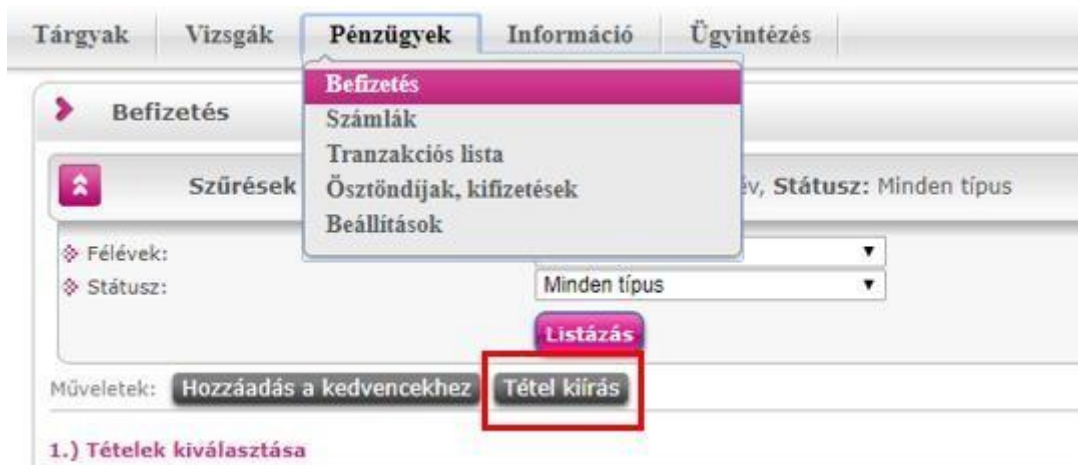 Tárgyak Vizsgák Pénzügyek Információ Ügyintézés
Befizetés
Számlák
Tranzakciós lista
Ösztöndíjak, kifizetések
Beállítások
Befizetés
Szűrések év, Státusz: Minden típus
Félévek:
Státusz: Minden típus
Listázás
Műveletek: Hozzáadás a kedvencekhez Tétel kiírás
1.) Tételek kiválasztása